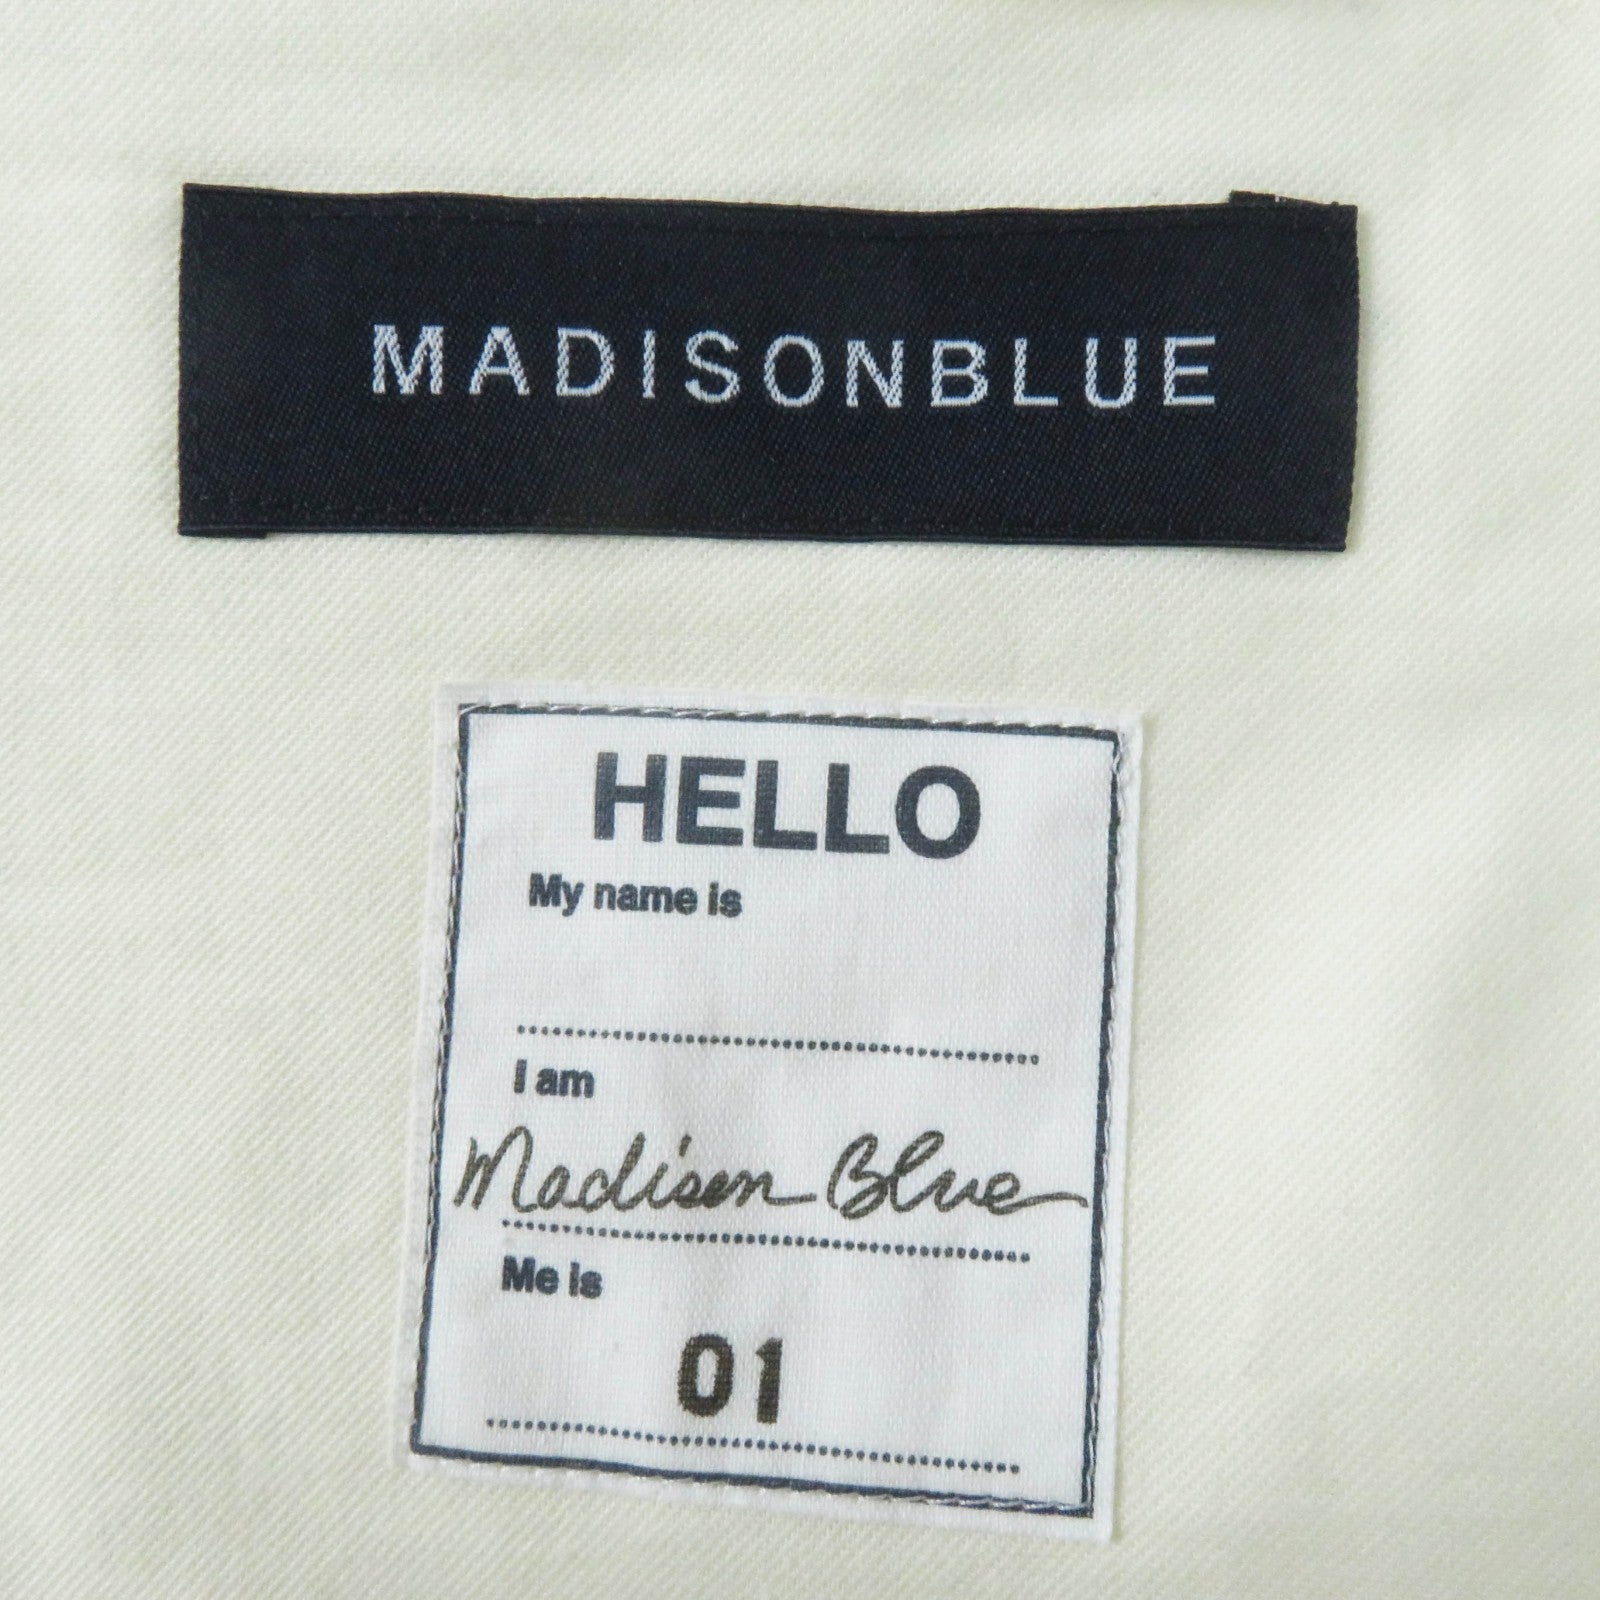 MADISONBLUE
HELLO
My name is
I am
Madison Blue
Me is
01